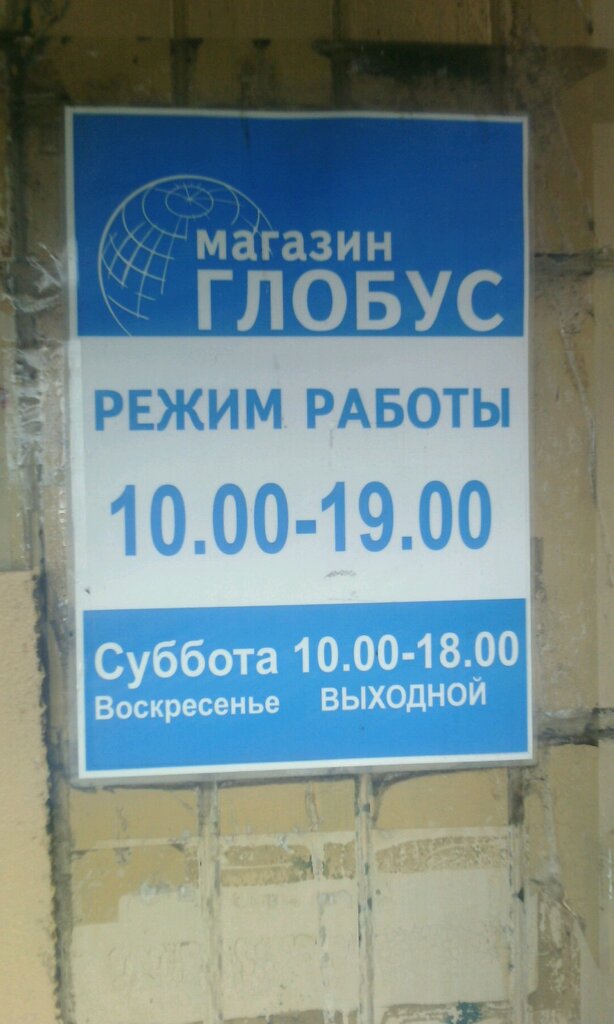 магазин
ГЛОБУС
РЕЖИМ РАБОТЫ
10.00-19.00
Суббота 10.00-18.00
Воскресенье ВЫХОДНОЙ